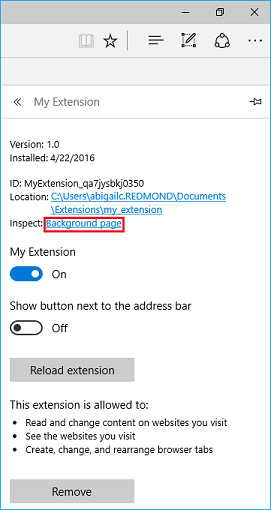 My Extension
Version: 1.0
Installed: 4/22/2016
ID: MyExtension_qa7jysbkj0350
Location: C:\Users\abigailc.REDMOND\Documents
\Extensions\my_extension
Inspect: Background page
My Extension
On
Show button next to the address bar
Off
Reload extension
This extension is allowed to:
• Read and change content on websites you visit
• See the websites you visit
• Create, change, and rearrange browser tabs
Remove